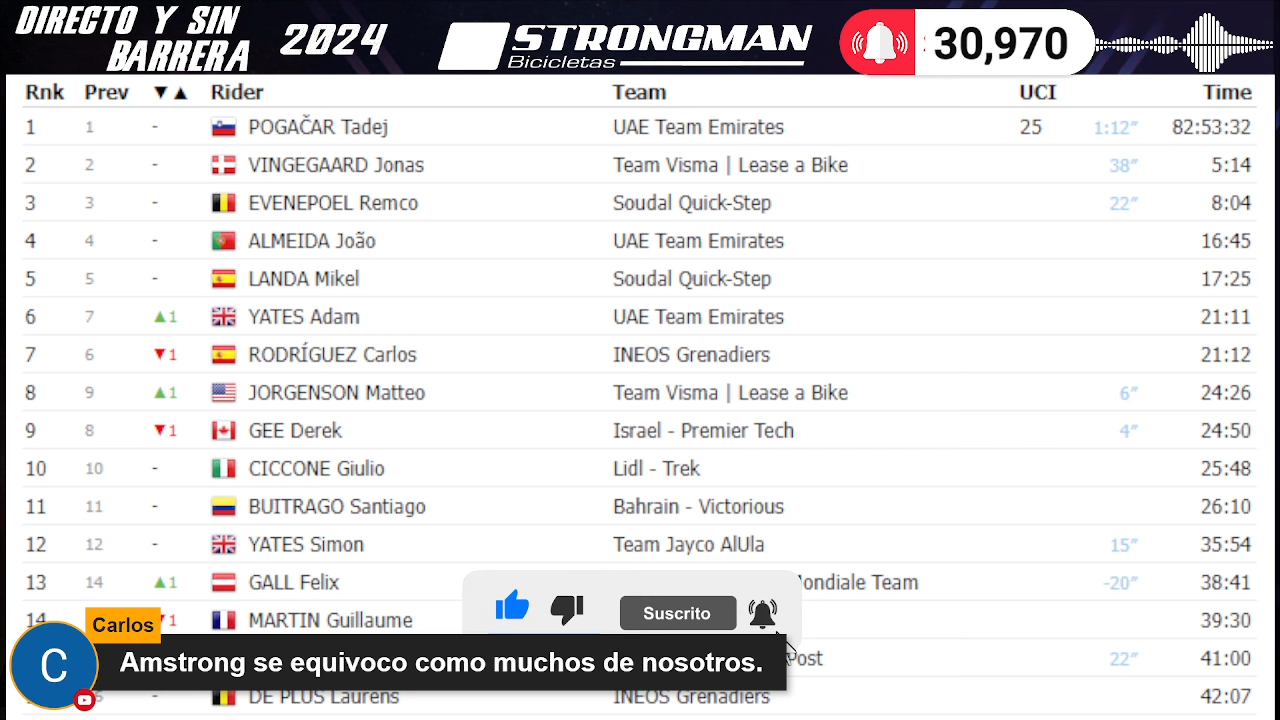 DIRECTO Y SIN BARRERA 2024 STRONGMAN Bicicletas 30,970
Rnk Prev ▼▲ Rider Team UCI Time
1 1 - POGAČAR Tadej UAE Team Emirates 25 1:12″ 82:53:32
2 2 - VINGEGAARD Jonas Team Visma | Lease a Bike 38″ 5:14
3 3 - EVENEPOEL Remco Soudal Quick-Step 22″ 8:04
4 4 - ALMEIDA João UAE Team Emirates 16:45
5 5 - LANDA Mikel Soudal Quick-Step 17:25
6 7 ▲1 YATES Adam UAE Team Emirates 21:11
7 6 ▼1 RODRÍGUEZ Carlos INEOS Grenadiers 21:12
8 9 ▲1 JORGENSON Matteo Team Visma | Lease a Bike 6″ 24:26
9 8 ▼1 GEE Derek Israel - Premier Tech 4″ 24:50
10 10 - CICCONE Giulio Lidl - Trek 25:48
11 11 - BUITRAGO Santiago Bahrain - Victorious 26:10
12 12 - YATES Simon Team Jayco AlUla 15″ 35:54
13 14 ▲1 GALL Felix Mondiale Team -20″ 38:41
14 1 MARTIN Guillaume Suscrito 39:30
Carlos
C Amstrong se equivoco como muchos de nosotros. Post 22″ 41:00
- DE PLUS Laurens INEOS Grenadiers 42:07